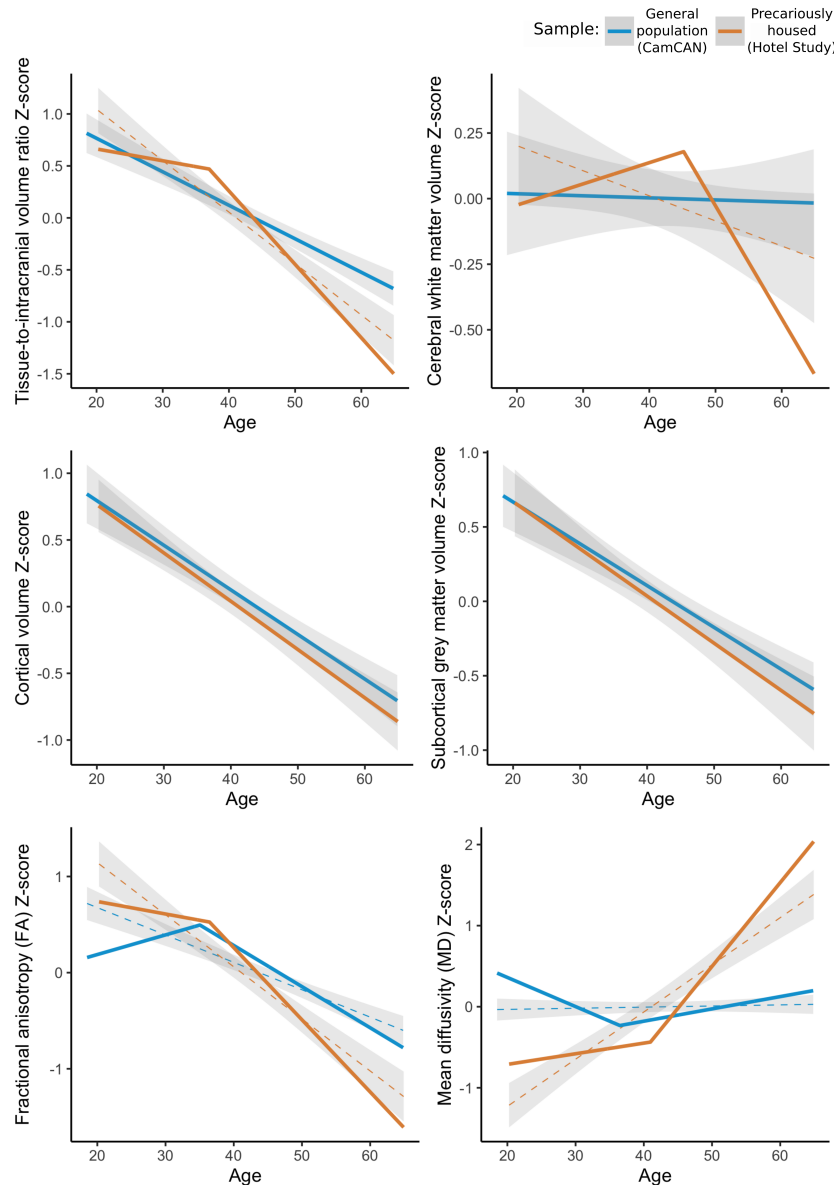 Sample:
General
population
(CamCAN)
Precariously
housed
(Hotel Study)
Tissue-to-intracranial volume ratio Z-score
1.0
0.5
0.0
-0.5
-1.0
-1.5
20 30 40 50 60
Age
Cerebral white matter volume Z-score
0.25
0.00
-0.25
-0.50
20 30 40 50 60
Age
Cortical volume Z-score
1.0
0.5
0.0
-0.5
-1.0
20 30 40 50 60
Age
Subcortical grey matter volume Z-score
1.0
0.5
0.0
-0.5
-1.0
20 30 40 50 60
Age
Fractional anisotropy (FA) Z-score
1
0
-1
20 30 40 50 60
Age
Mean diffusivity (MD) Z-score
2
1
0
-1
20 30 40 50 60
Age